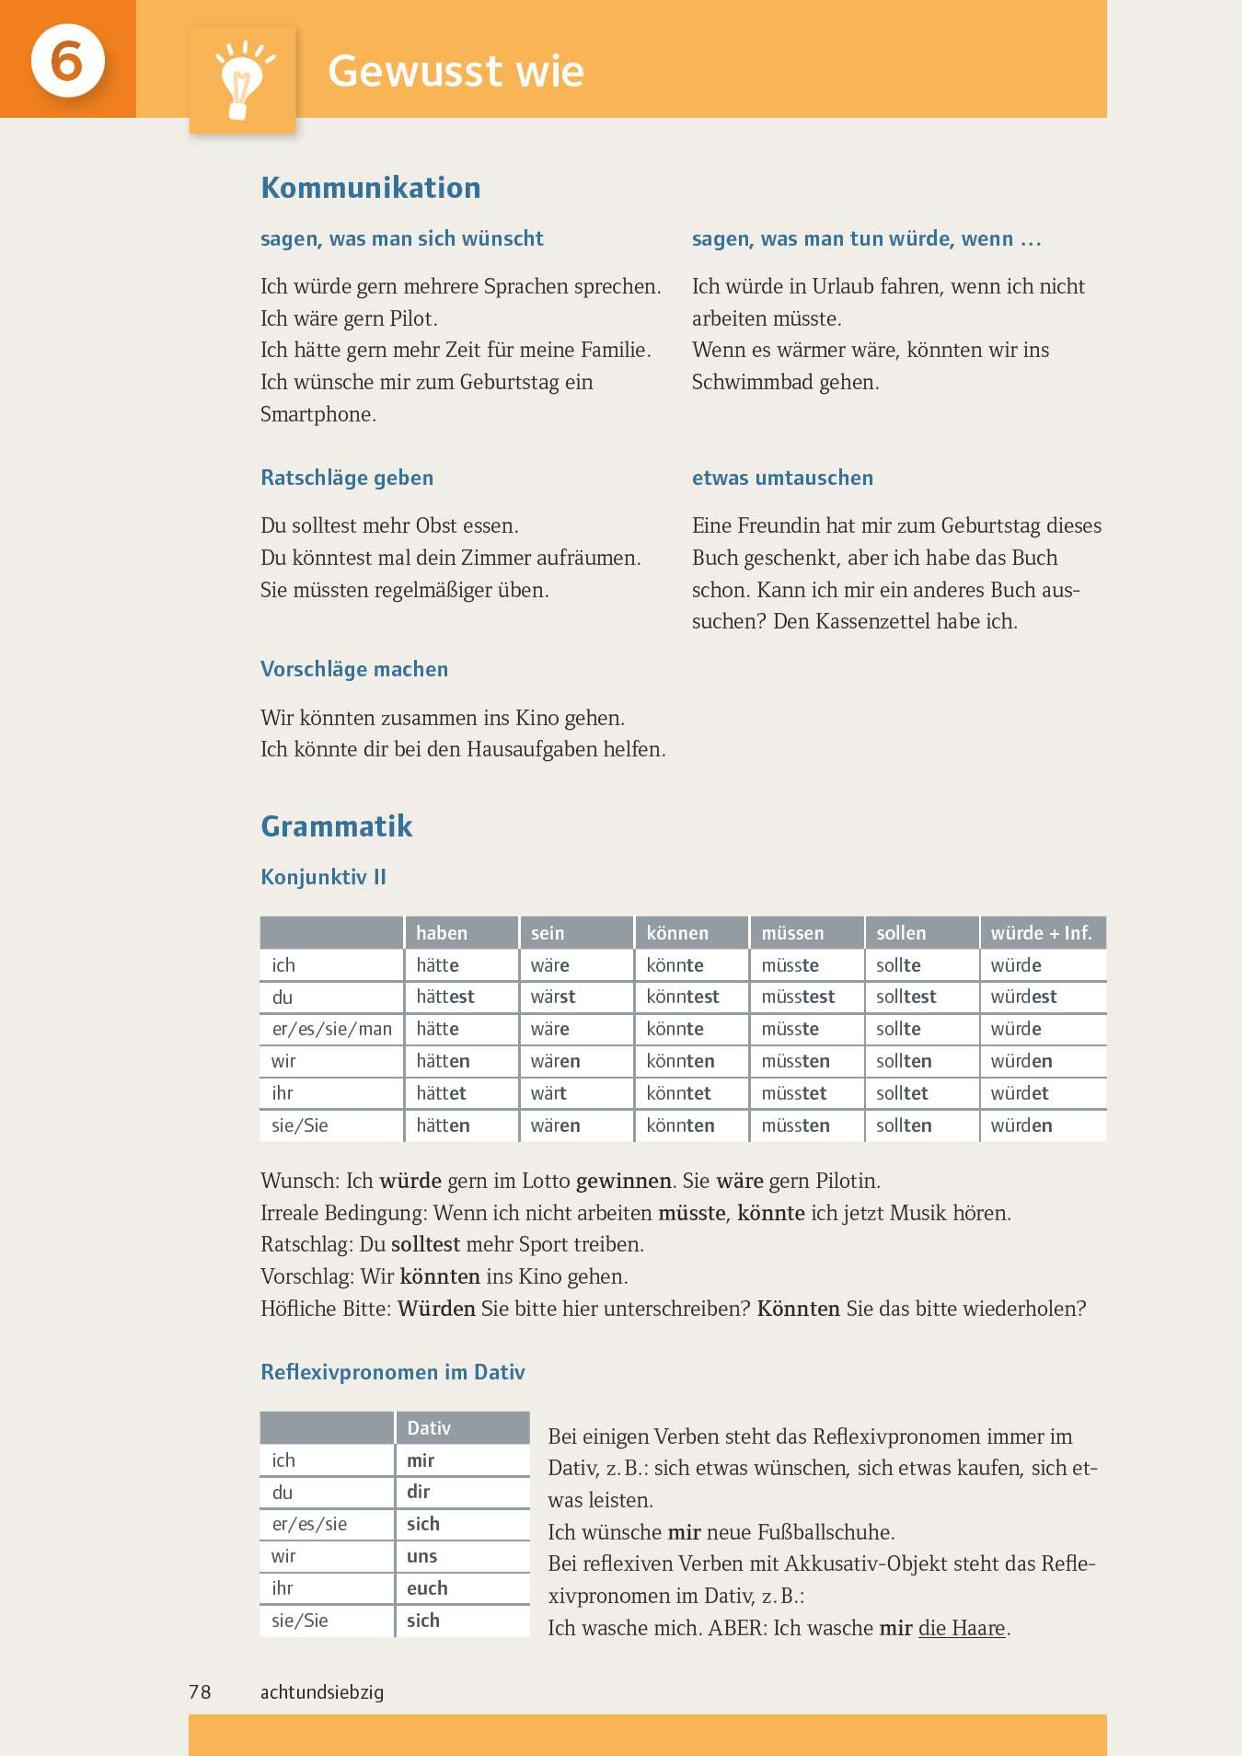 6
Gewusst wie
Kommunikation
sagen, was man sich wünscht
Ich würde gern mehrere Sprachen sprechen.
Ich wäre gern Pilot.
Ich hätte gern mehr Zeit für meine Familie.
Ich wünsche mir zum Geburtstag ein
Smartphone.
sagen, was man tun würde, wenn …
Ich würde in Urlaub fahren, wenn ich nicht
arbeiten müsste.
Wenn es wärmer wäre, könnten wir ins
Schwimmbad gehen.
Ratschläge geben
Du solltest mehr Obst essen.
Du könntest mal dein Zimmer aufräumen.
Sie müssten regelmäßiger üben.
etwas umtauschen
Eine Freundin hat mir zum Geburtstag dieses
Buch geschenkt, aber ich habe das Buch
schon. Kann ich mir ein anderes Buch aus-
suchen? Den Kassenzettel habe ich.
Vorschläge machen
Wir könnten zusammen ins Kino gehen.
Ich könnte dir bei den Hausaufgaben helfen.
Grammatik
Konjunktiv II
haben sein können müssen sollen würde + Inf.
ich hätte wäre könnte müsste sollte würde
du hättest wärst könntest müsstest solltest würdest
er/es/sie/man hätte wäre könnte müsste sollte würde
wir hätten wären könnten müssten sollten würden
ihr hättet wärt könntet müsstet solltet würdet
sie/Sie hätten wären könnten müssten sollten würden
Wunsch: Ich würde gern im Lotto gewinnen. Sie wäre gern Pilotin.
Irreale Bedingung: Wenn ich nicht arbeiten müsste, könnte ich jetzt Musik hören.
Ratschlag: Du solltest mehr Sport treiben.
Vorschlag: Wir könnten ins Kino gehen.
Höfliche Bitte: Würden Sie bitte hier unterschreiben? Könnten Sie das bitte wiederholen?
Reflexivpronomen im Dativ
Dativ
ich mir
du dir
er/es/sie sich
wir uns
ihr euch
sie/Sie sich
Bei einigen Verben steht das Reflexivpronomen immer im
Dativ, z. B.: sich etwas wünschen, sich etwas kaufen, sich et-
was leisten.
Ich wünsche mir neue Fußballschuhe.
Bei reflexiven Verben mit Akkusativ-Objekt steht das Refle-
xivpronomen im Dativ, z. B.:
Ich wasche mich. ABER: Ich wasche mir die Haare.
78 achtundsiebzig